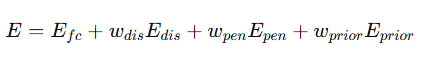 E = E_{fc} + w_{dis}E_{dis} + w_{pen}E_{pen} + w_{prior}E_{prior}